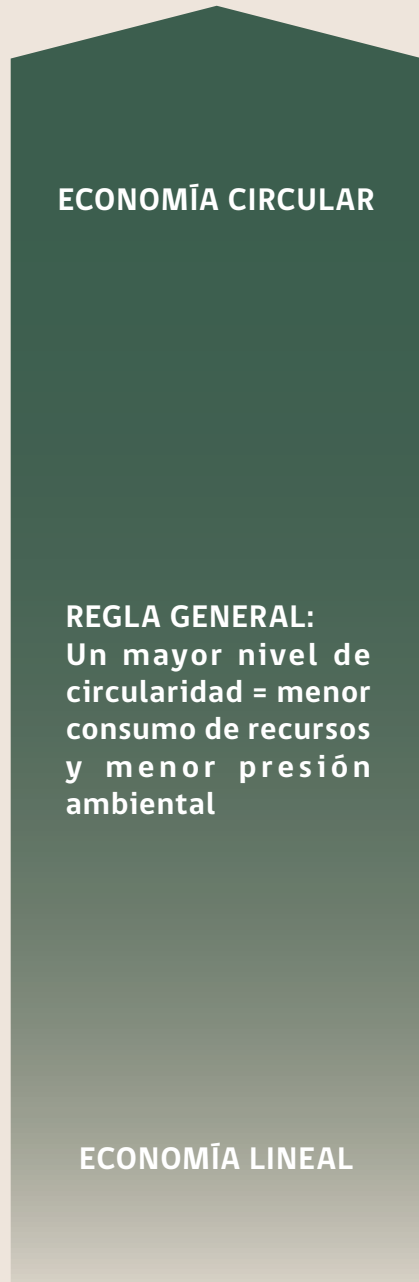 ECONOMÍA CIRCULAR
REGLA GENERAL:
Un mayor nivel de
circularidad = menor
consumo de recursos
y menor presión
ambiental
ECONOMÍA LINEAL